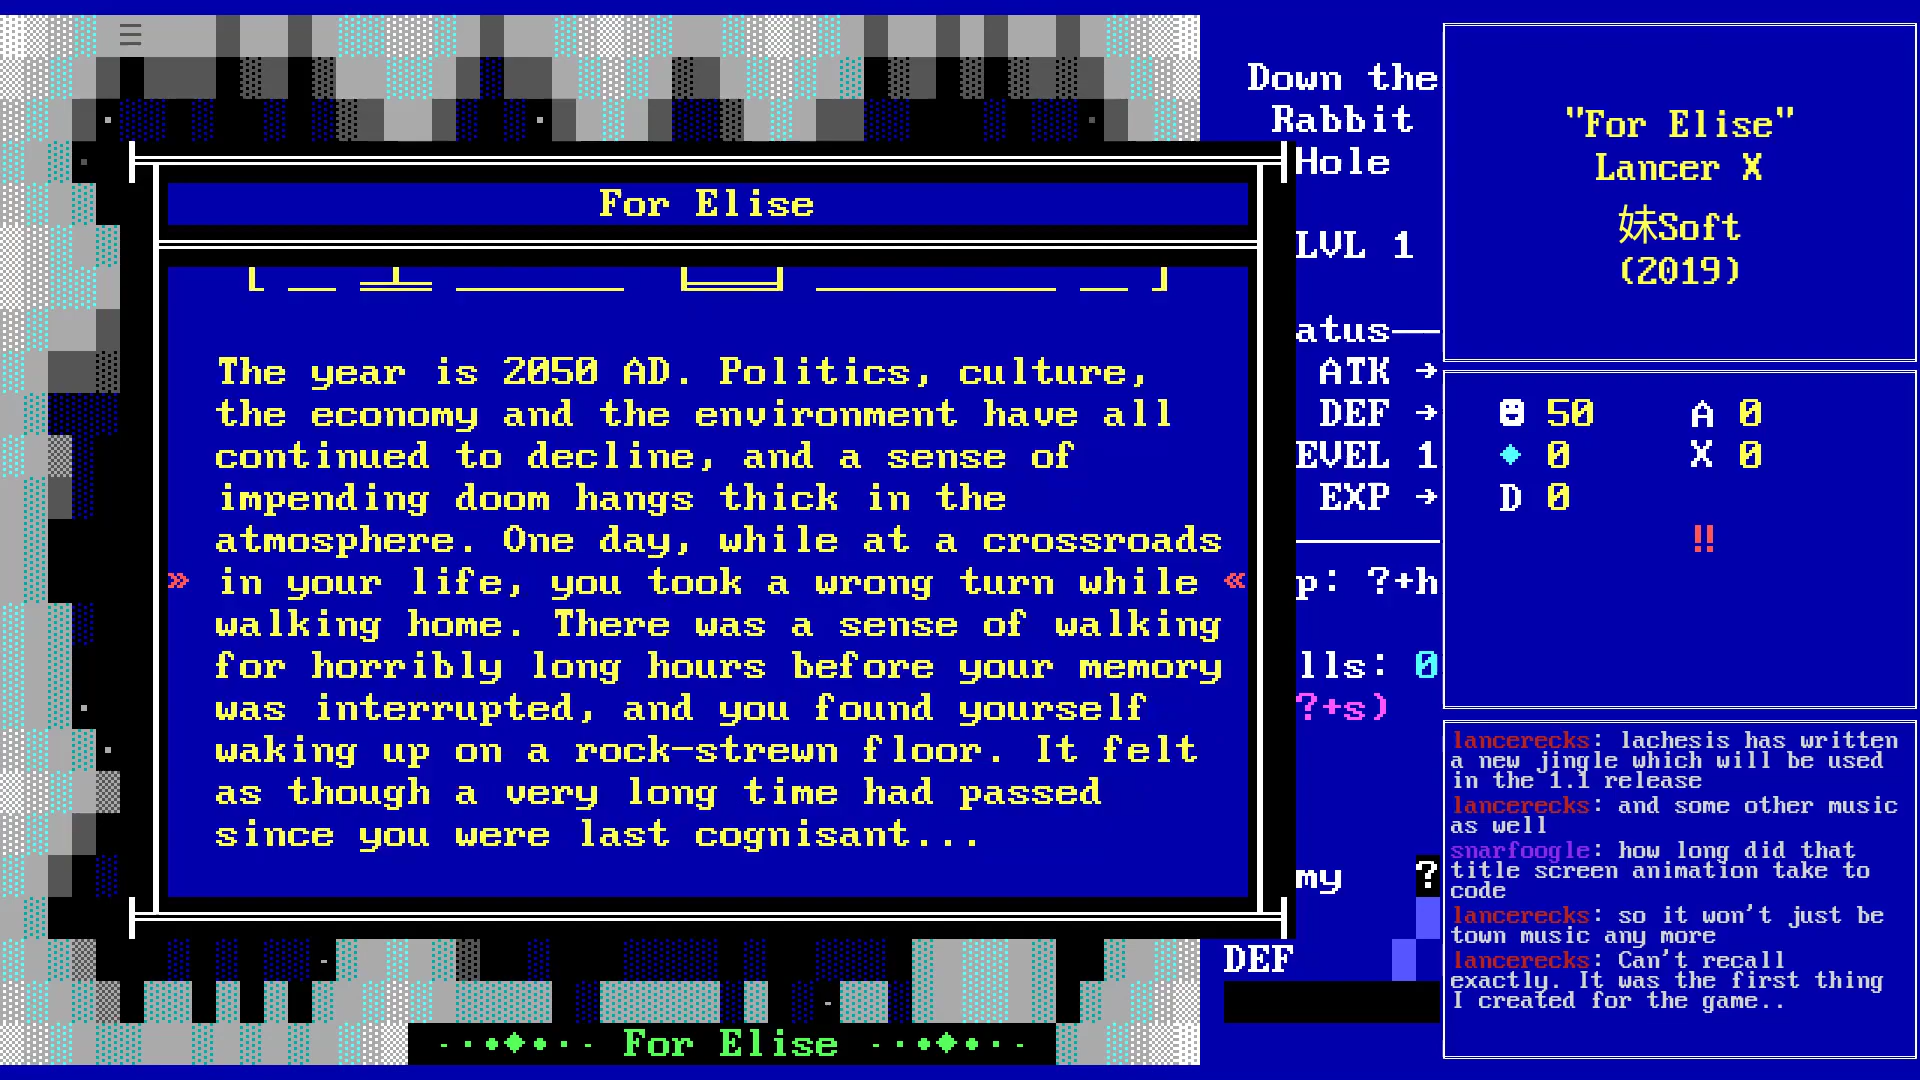 Down the
Rabbit
Hole
LVL 1
atus
ATK →
DEF →
EVEL 1
EXP →
p: ?+h
lls: 0
?+s)
my ?
DEF
For Elise
The year is 2050 AD. Politics, culture,
the economy and the environment have all
continued to decline, and a sense of
impending doom hangs thick in the
atmosphere. One day, while at a crossroads
» in your life, you took a wrong turn while «
walking home. There was a sense of walking
for horribly long hours before your memory
was interrupted, and you found yourself
waking up on a rock-strewn floor. It felt
as though a very long time had passed
since you were last cognisant...
For Elise
"For Elise"
Lancer X
妹Soft
(2019)
☻ 50 A 0
♦ 0 X 0
D 0
‼
lancerecks: lachesis has written
a new jingle which will be used
in the 1.1 release
lancerecks: and some other music
as well
snarfoogle: how long did that
title screen animation take to
code
lancerecks: so it won't just be
town music any more
lancerecks: Can't recall
exactly. It was the first thing
I created for the game..